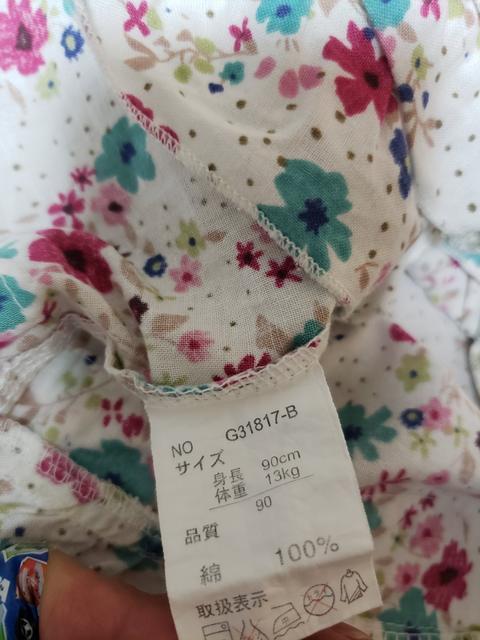 NO G31817-B
サイズ
身長 90cm
体重 13kg
90
品質
綿 100%
取扱表示